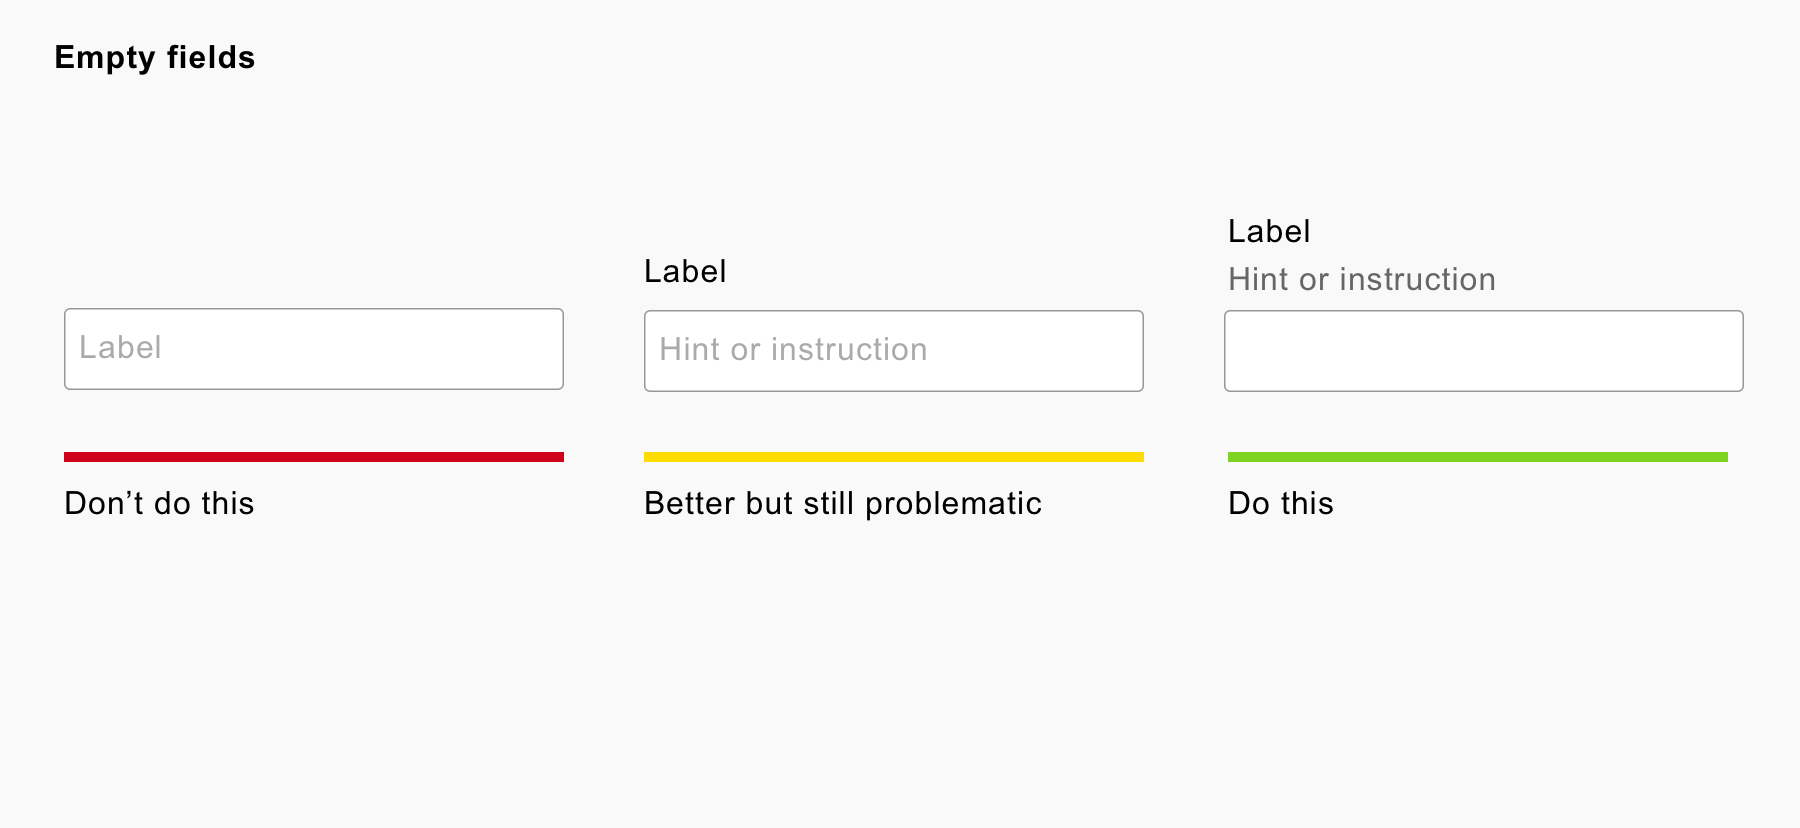 Empty fields
Label
Don’t do this
Label
Hint or instruction
Better but still problematic
Label
Hint or instruction
Do this